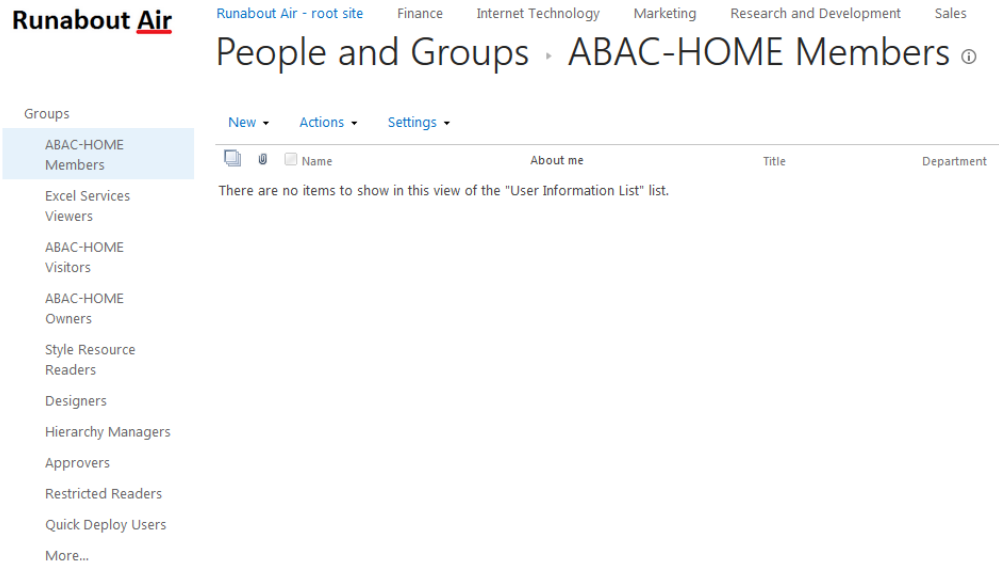 Runabout Air
Runabout Air - root site Finance Internet Technology Marketing Research and Development Sales
People and Groups ▸ ABAC-HOME Members
Groups
ABAC-HOME
Members
Excel Services
Viewers
ABAC-HOME
Visitors
ABAC-HOME
Owners
Style Resource
Readers
Designers
Hierarchy Managers
Approvers
Restricted Readers
Quick Deploy Users
More...
New Actions Settings
Name About me Title Department
There are no items to show in this view of the "User Information List" list.